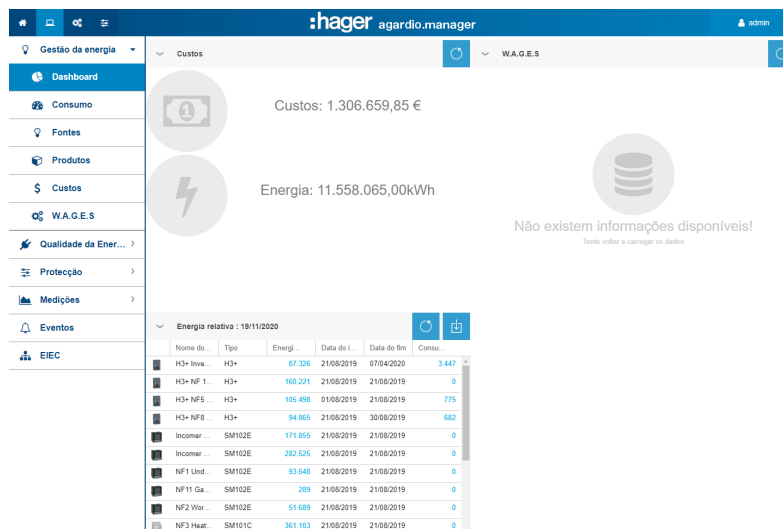 :hager agardio.manager
admin
Gestão da energia
Dashboard
Consumo
Fontes
Produtos
Custos
W.A.G.E.S
Qualidade da Ener...
Protecção
Medições
Eventos
EIEC
Custos
1
Custos: 1.306.659,85 €
Energia: 11.558.065,00kWh
W.A.G.E.S
Não existem informações disponíveis!
Tente voltar a carregar os dados
Energia relativa : 19/11/2020
Nome do... Tipo Energi... Data do i... Data do fim Consu...
H3+ Inve... H3+ 87.326 21/08/2019 07/04/2020 3.447
H3+ NF 1... H3+ 160.221 21/08/2019 21/08/2019 0
H3+ NF5 ... H3+ 105.498 01/08/2019 21/08/2019 775
H3+ NF8 ... H3+ 94.865 21/08/2019 30/08/2019 682
Incomer ... SM102E 171.855 21/08/2019 21/08/2019 0
Incomer ... SM102E 282.525 21/08/2019 21/08/2019 0
NF1 Und... SM102E 93.648 21/08/2019 21/08/2019 0
NF11 Ga... SM102E 289 21/08/2019 21/08/2019 0
NF2 Wor... SM102E 51.689 21/08/2019 21/08/2019 0
NF3 Heat... SM101C 361.103 21/08/2019 21/08/2019 0